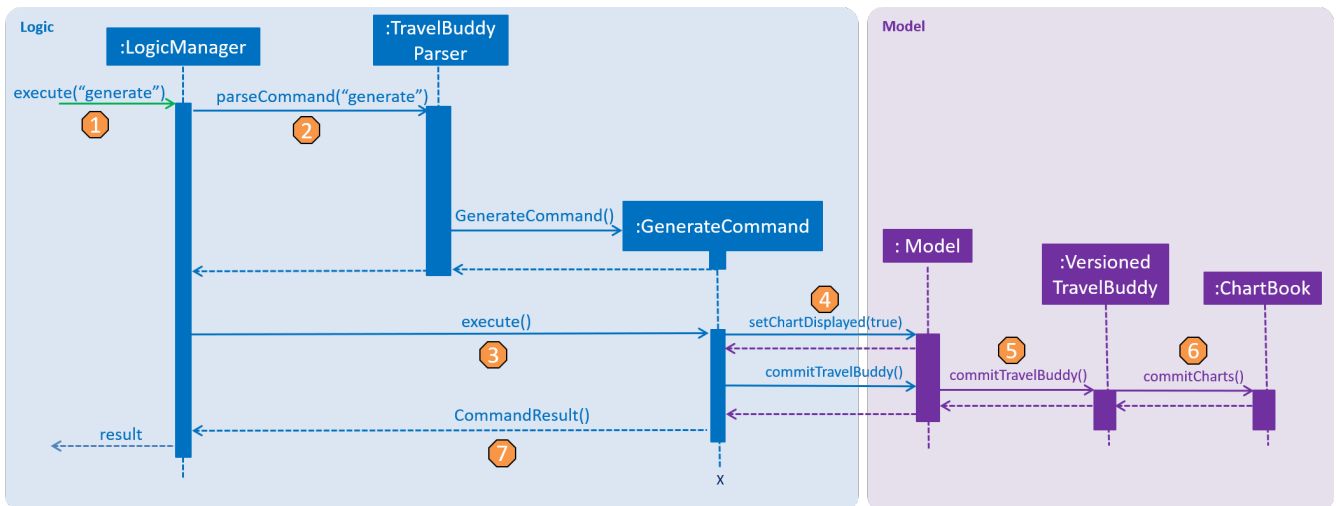 Logic
Model
:TravelBuddy
Parser
:LogicManager
execute(“generate”)
parseCommand(“generate”)
1
2
GenerateCommand()
:GenerateCommand
: Model
:Versioned
TravelBuddy
:ChartBook
4
execute()
setChartDisplayed(true)
3
5
6
commitTravelBuddy()
commitTravelBuddy()
commitCharts()
CommandResult()
result
7
X